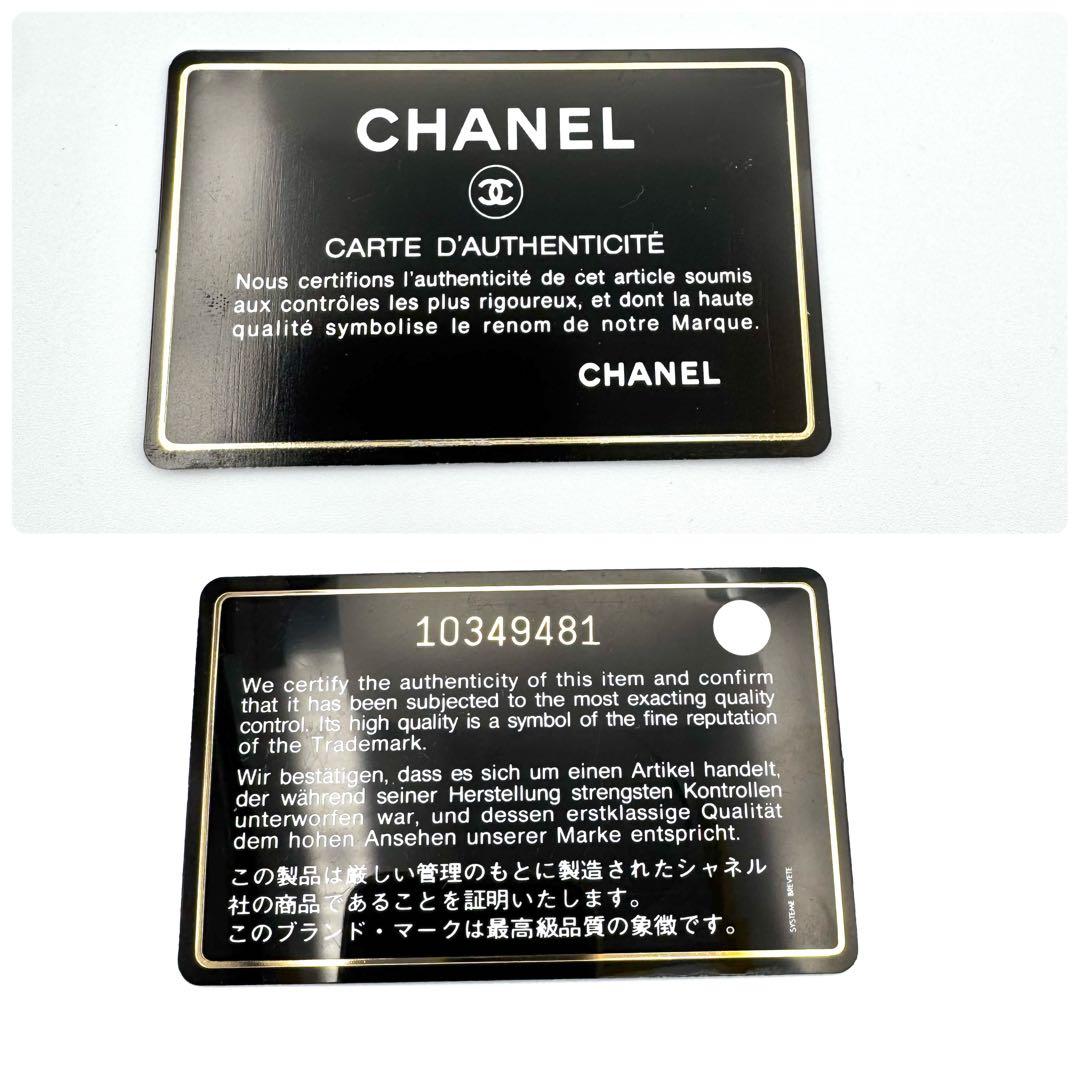 CHANEL
CARTE D'AUTHENTICITÉ
Nous certifions l'authenticité de cet article soumis
aux contrôles les plus rigoureux, et dont la haute
qualité symbolise le renom de notre Marque.
CHANEL
10349481
We certify the authenticity of this item and confirm
that it has been subjected to the most exacting quality
control. Its high quality is a symbol of the fine reputation
of the Trademark.
Wir bestätigen, dass es sich um einen Artikel handelt,
der während seiner Herstellung strengsten Kontrollen
unterworfen war, und dessen erstklassige Qualität
dem hohen Ansehen unserer Marke entspricht.
この製品は厳しい管理のもとに製造されたシャネル
社の商品であることを証明いたします。
このブランド・マークは最高級品質の象徴です。
SYSTEME BREVETE